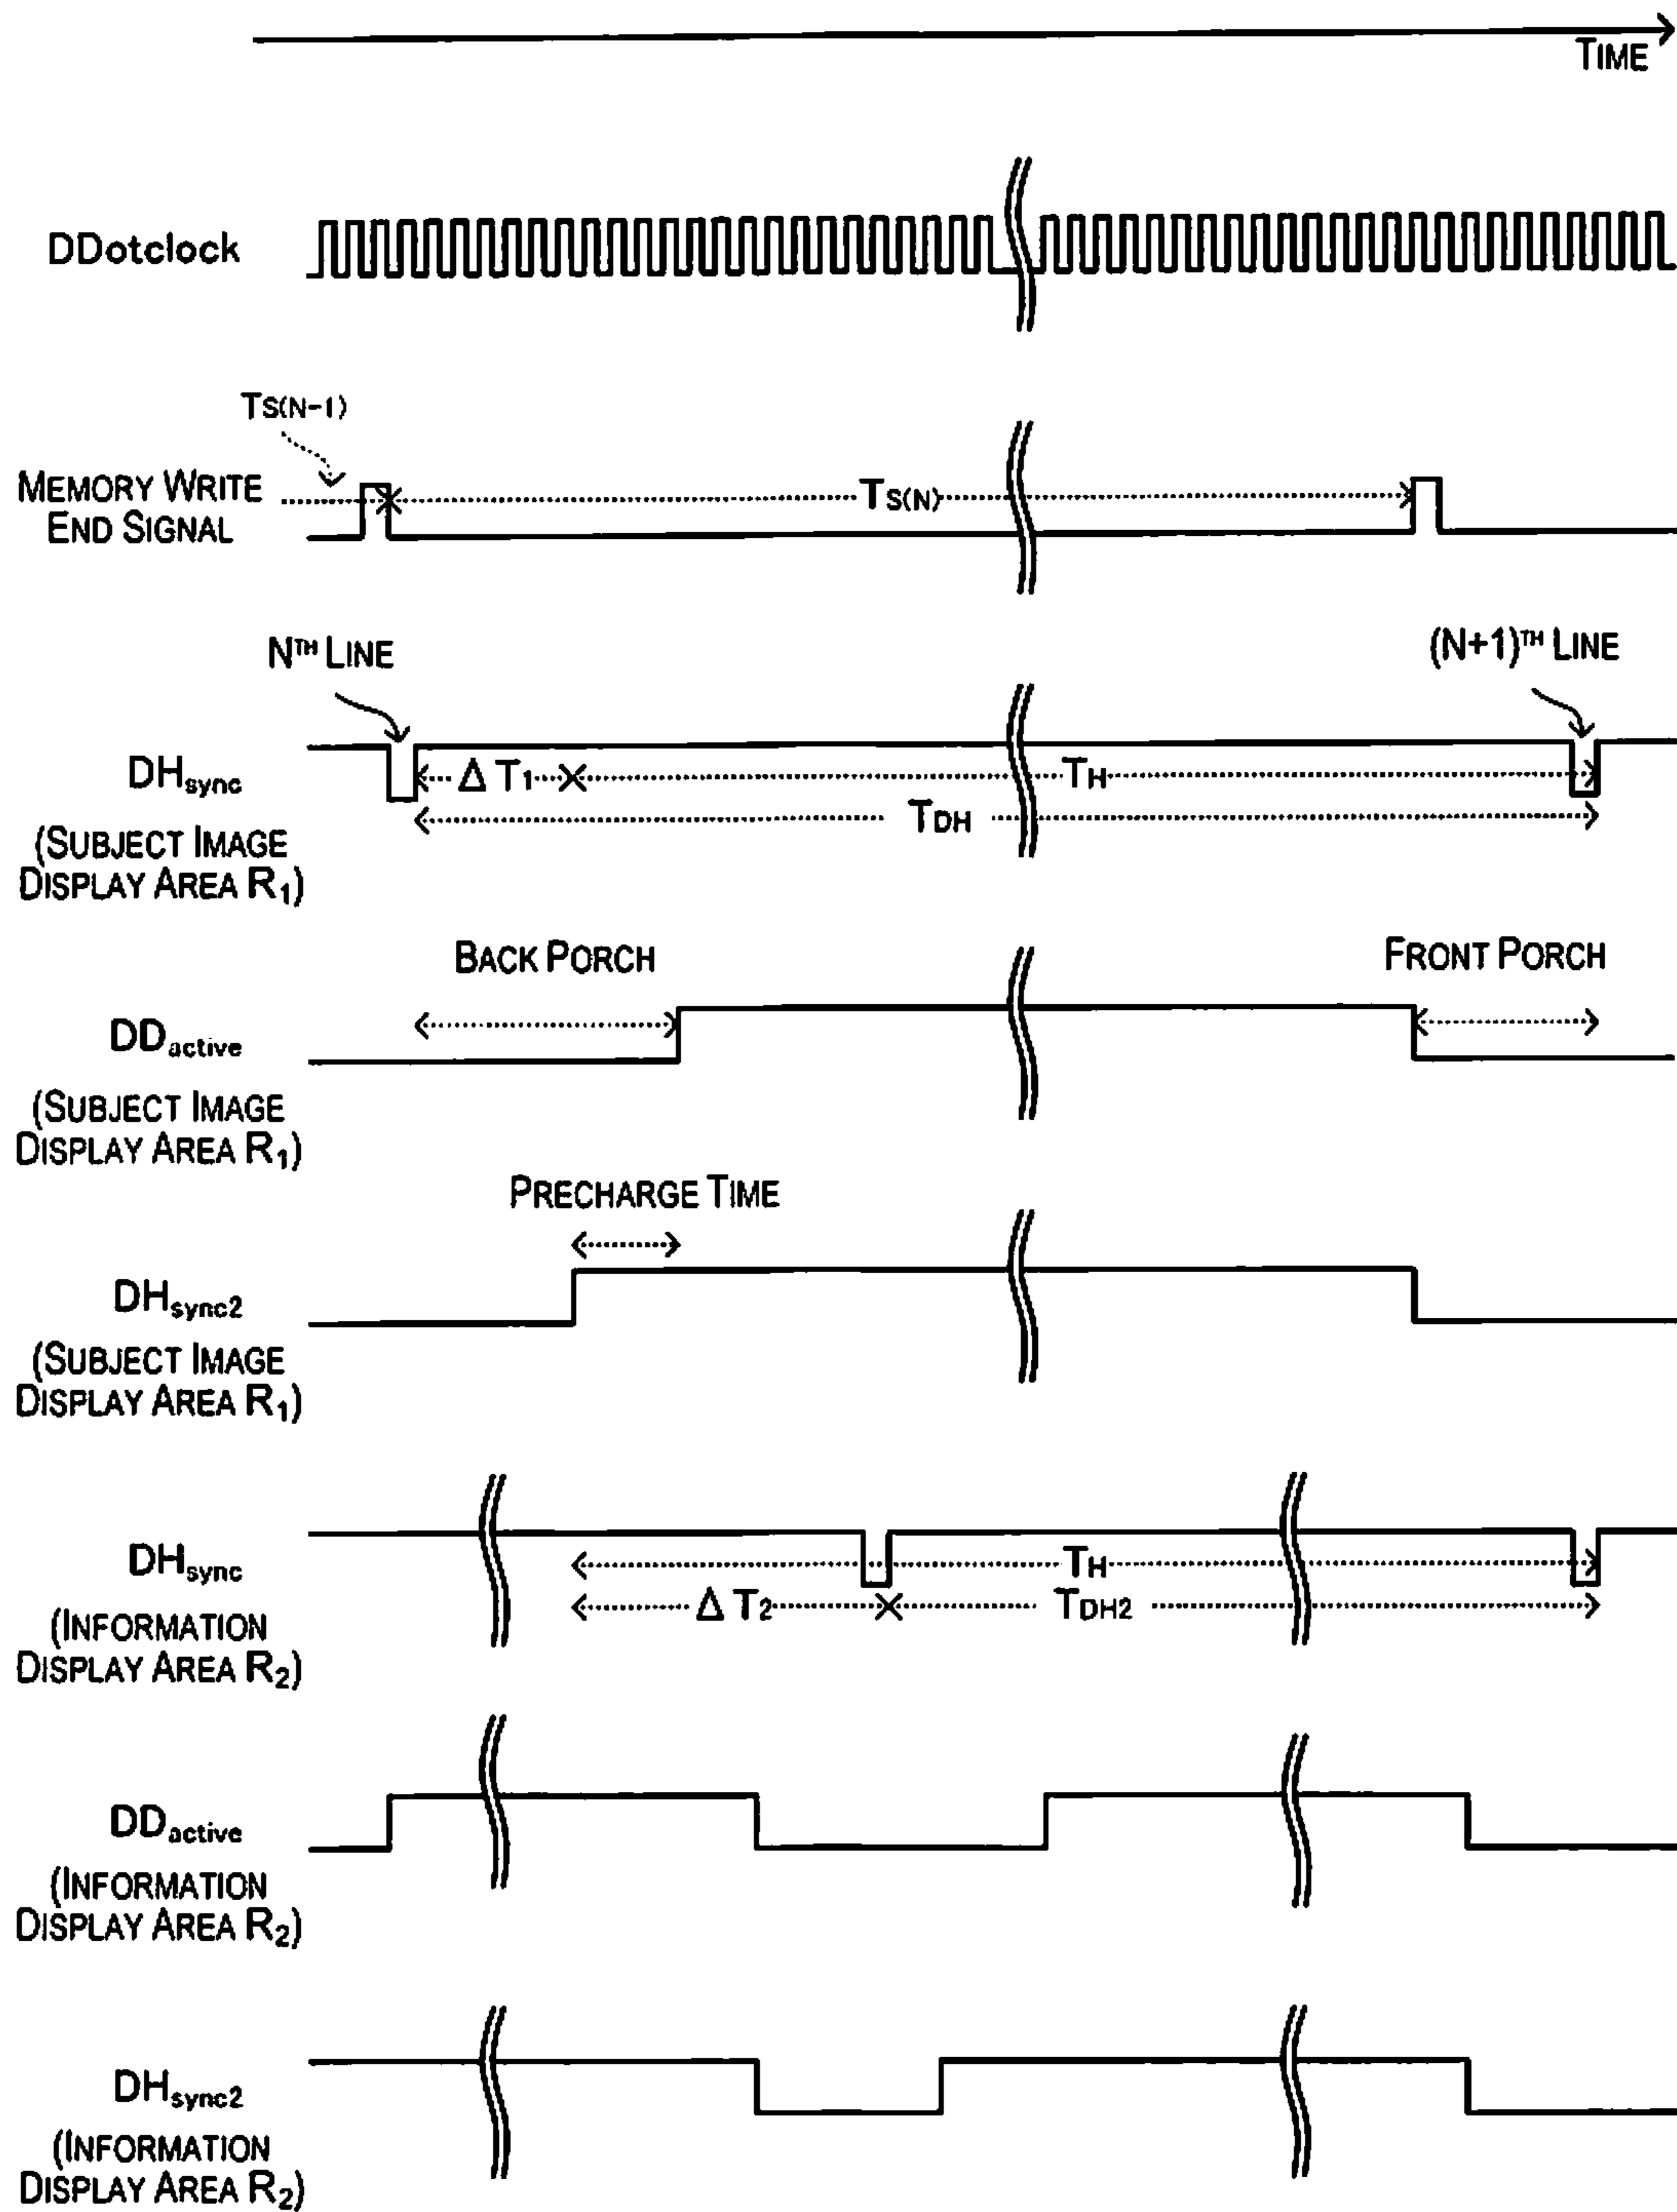 TIME
DDotclock
TS(N-1)
MEMORY WRITE
END SIGNAL
TS(N)
NTH LINE
(N+1)TH LINE
DHsync
Δ T1
TH
TDH
(SUBJECT IMAGE
DISPLAY AREA R1)
BACK PORCH
FRONT PORCH
DDactive
(SUBJECT IMAGE
DISPLAY AREA R1)
PRECHARGE TIME
DHsync2
(SUBJECT IMAGE
DISPLAY AREA R1)
DHsync
TH
Δ T2
TDH2
(INFORMATION
DISPLAY AREA R2)
DDactive
(INFORMATION
DISPLAY AREA R2)
DHsync2
(INFORMATION
DISPLAY AREA R2)